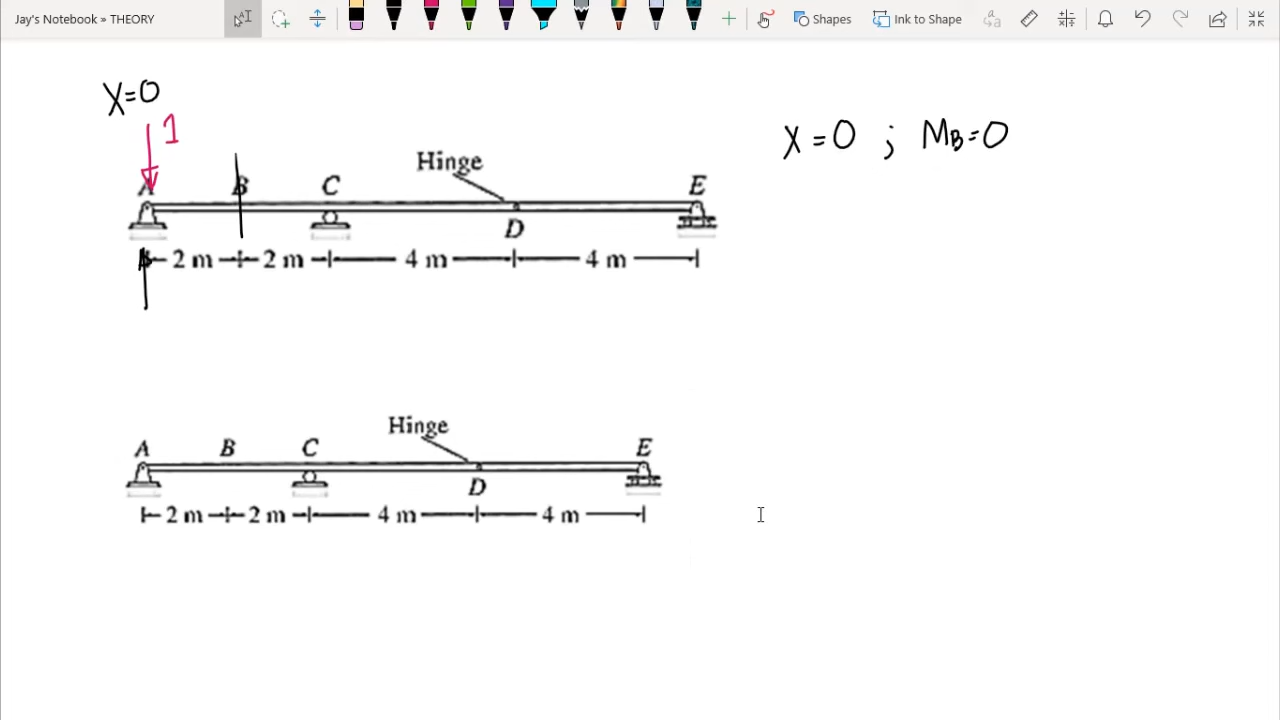 Jay's Notebook » THEORY
Shapes
Ink to Shape
X=0
1
X=0 ; MB=0
Hinge
A B C E
D
2 m 2 m 4 m 4 m
Hinge
A B C E
D
2 m 2 m 4 m 4 m